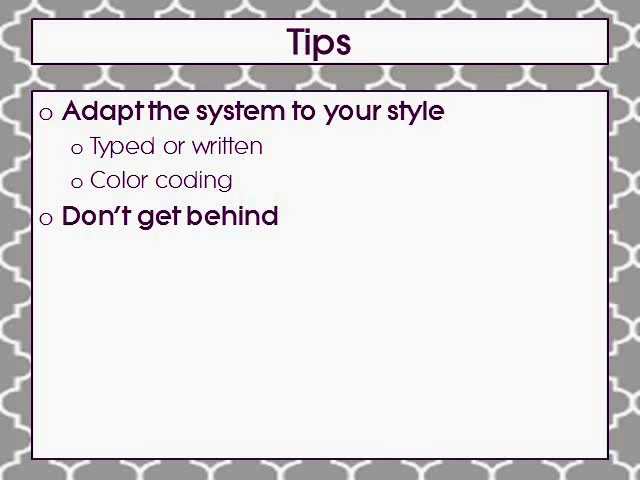 Tips
o Adapt the system to your style
o Typed or written
o Color coding
o Don't get behind